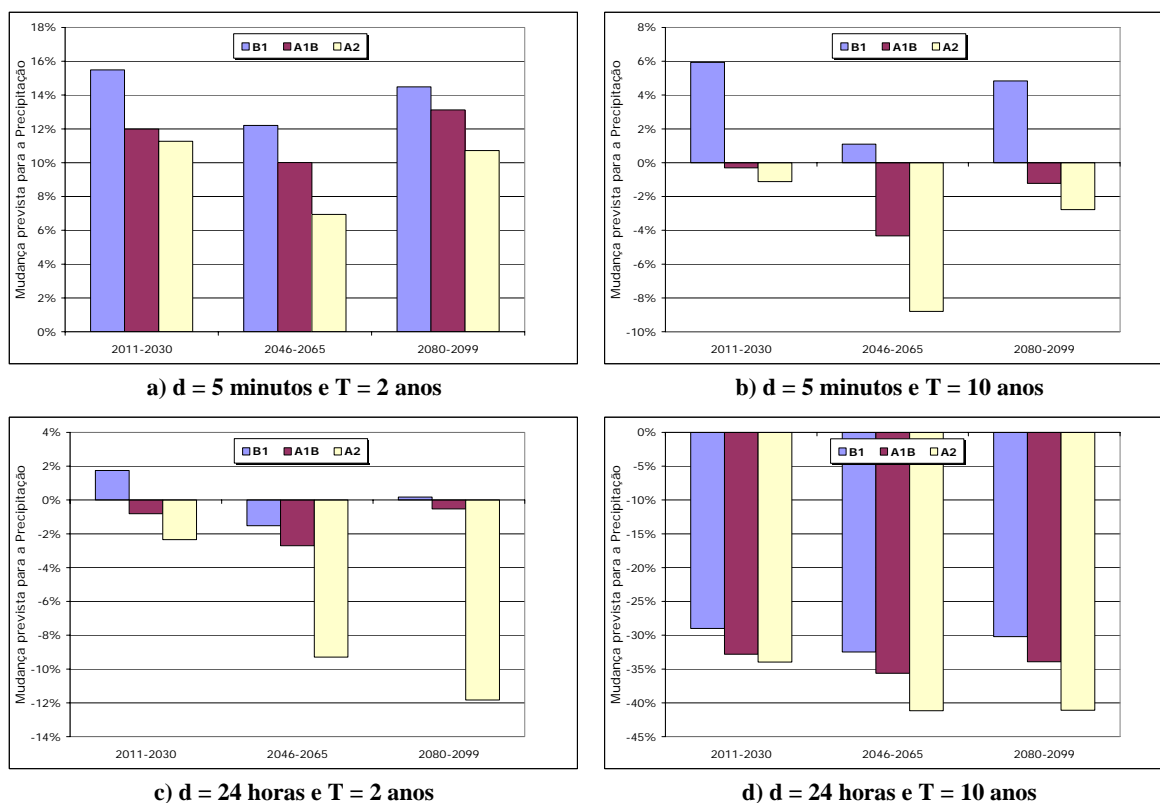 18%
16%
14%
12%
10%
8%
6%
4%
2%
0%
Mudança prevista para a Precipitação
B1 A1B A2
2011-2030 2046-2065 2080-2099
a) d = 5 minutos e T = 2 anos
8%
6%
4%
2%
0%
-2%
-4%
-6%
-8%
-10%
Mudança prevista para a Precipitação
B1 A1B A2
2011-2030 2046-2065 2080-2099
b) d = 5 minutos e T = 10 anos
4%
2%
0%
-2%
-4%
-6%
-8%
-10%
-12%
-14%
Mudança prevista para a Precipitação
B1 A1B A2
2011-2030 2046-2065 2080-2099
c) d = 24 horas e T = 2 anos
0%
-5%
-10%
-15%
-20%
-25%
-30%
-35%
-40%
-45%
Mudança prevista para a Precipitação
B1 A1B A2
2011-2030 2046-2065 2080-2099
d) d = 24 horas e T = 10 anos